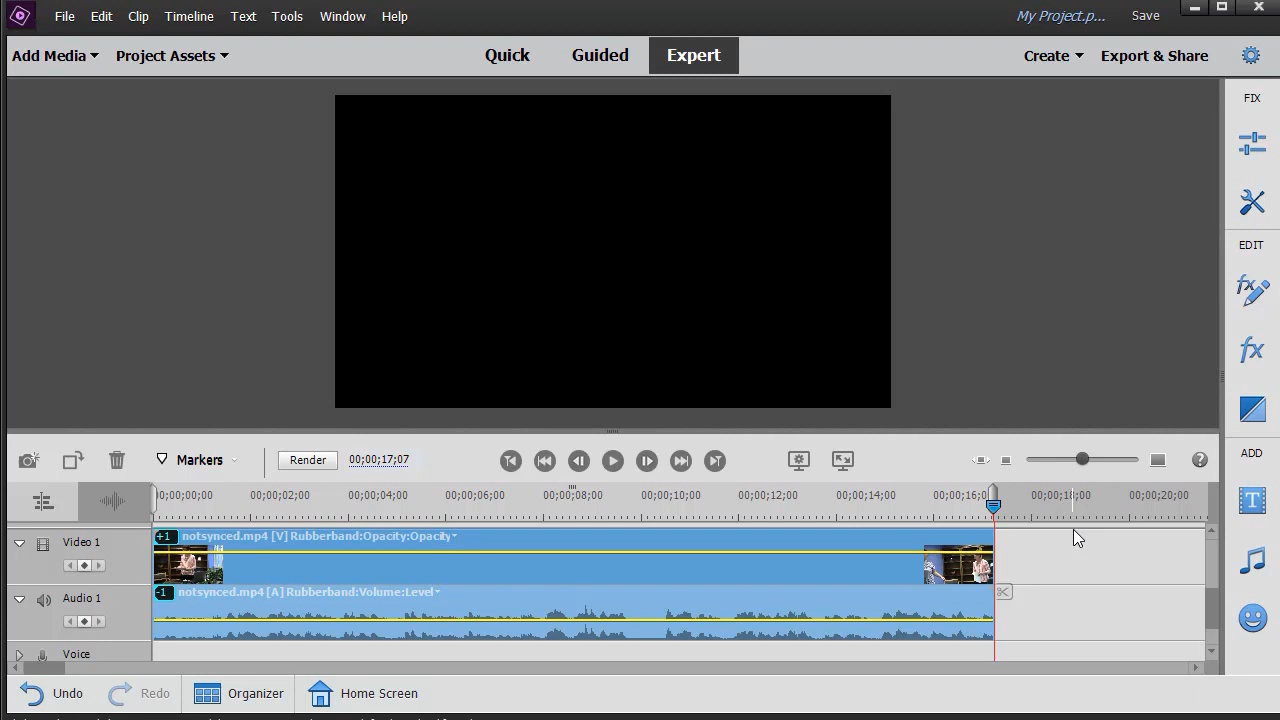 File Edit Clip Timeline Text Tools Window Help My Project.p... Save
Add Media Project Assets Quick Guided Expert Create Export & Share
FIX
EDIT
fx
fx
ADD
T
Markers Render 00;00;17;07 ?
;00;00;00;00 00;00;02;00 00;00;04;00 00;00;06;00 00;00;08;00 00;00;10;00 00;00;12;00 00;00;14;00 00;00;16;0 00;00;18;00 00;00;20;00
Video 1 +1 notsynced.mp4 [V] Rubberband:Opacity:Opacity
Audio 1 -1 notsynced.mp4 [A] Rubberband:Volume:Level
Voice
Undo Redo Organizer Home Screen